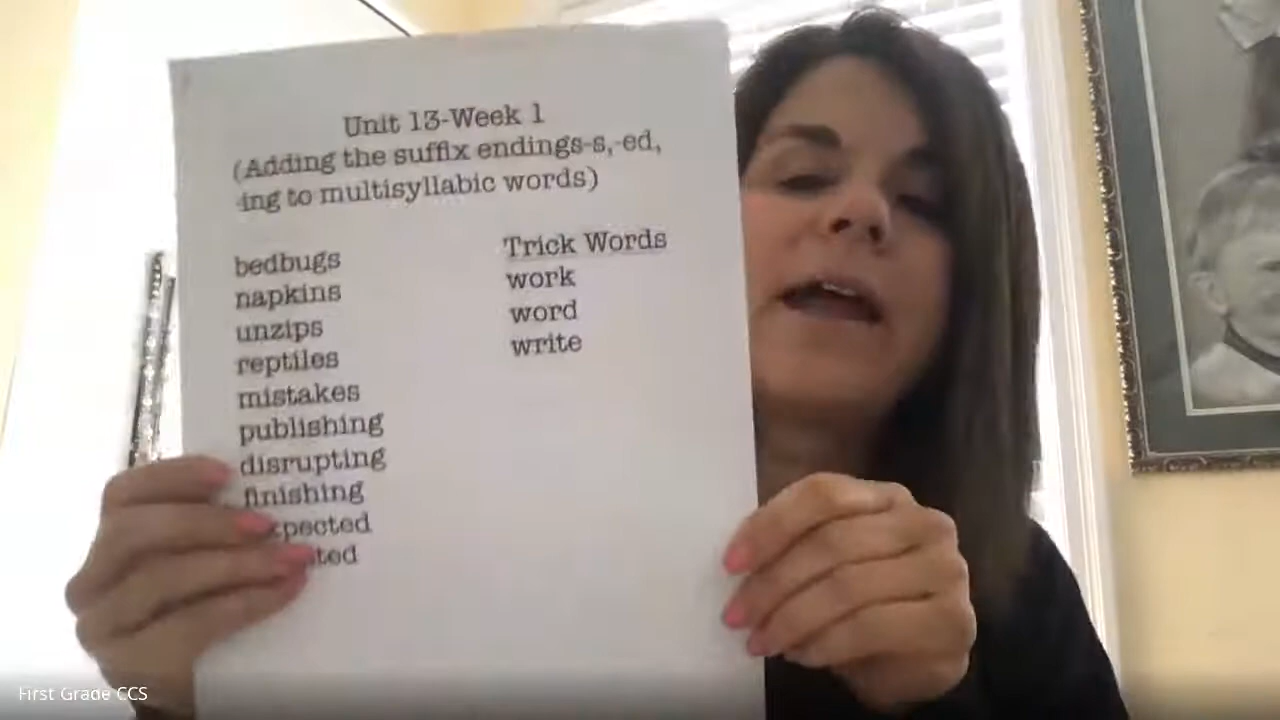 Unit 13-Week 1
(Adding the suffix endings-s,-ed,
-ing to multisyllabic words)
bedbugs
napkins
unzips
reptiles
mistakes
publishing
disrupting
finishing
Trick Words
work
word
write
First Grade CCS